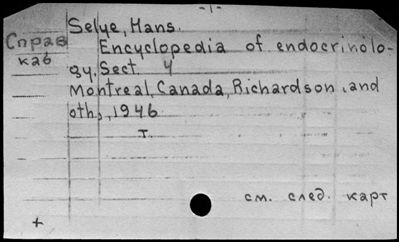 -1-
Selye, Hans.
Справ Encyclopedia of endocrinolo-
каб gy. Sect. 4
Montreal, Canada, Richardson, and
oth., 1946
т.
см. след. карт
+